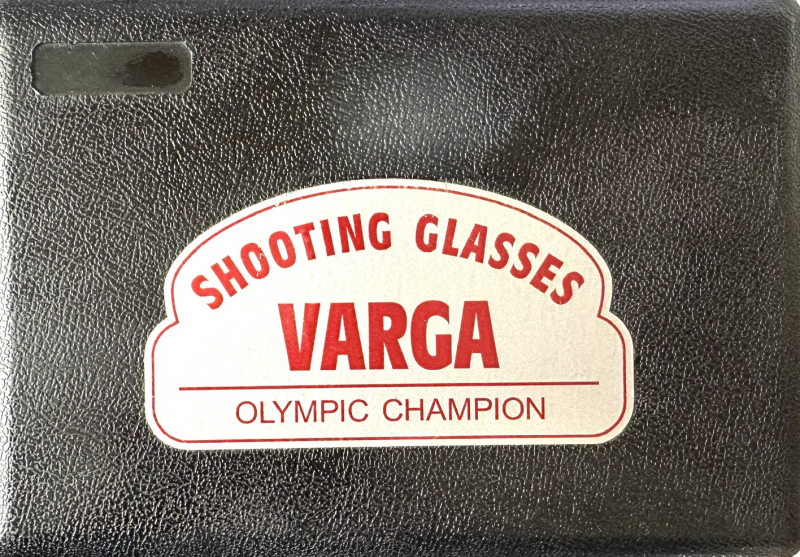 SHOOTING GLASSES
VARGA
OLYMPIC CHAMPION